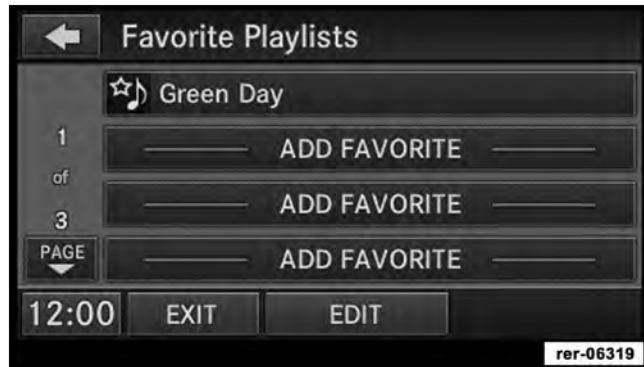 Favorite Playlists
Green Day
1
of
3
PAGE
ADD FAVORITE
ADD FAVORITE
ADD FAVORITE
12:00 EXIT EDIT
rer-06319